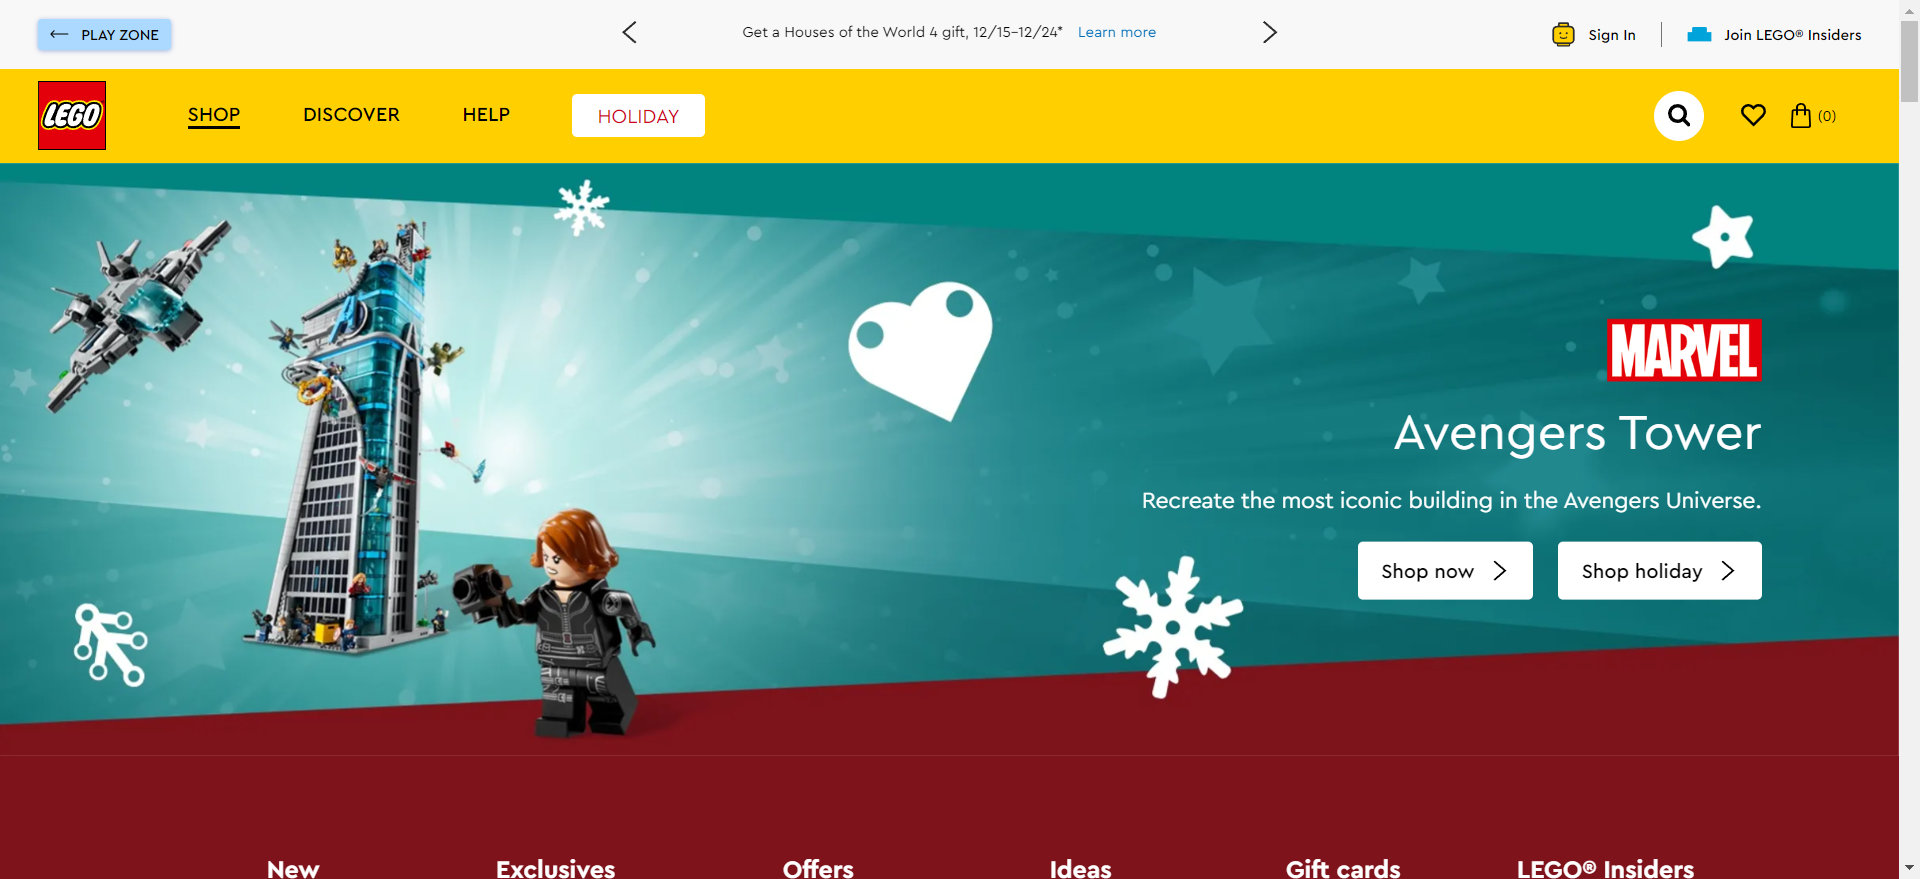 PLAY ZONE
Get a Houses of the World 4 gift, 12/15-12/24* Learn more
Sign In
Join LEGO® Insiders
LEGO
SHOP
DISCOVER
HELP
HOLIDAY
(0)
MARVEL
Avengers Tower
Recreate the most iconic building in the Avengers Universe.
Shop now
Shop holiday
New
Exclusives
Offers
Ideas
Gift cards
LEGO® Insiders